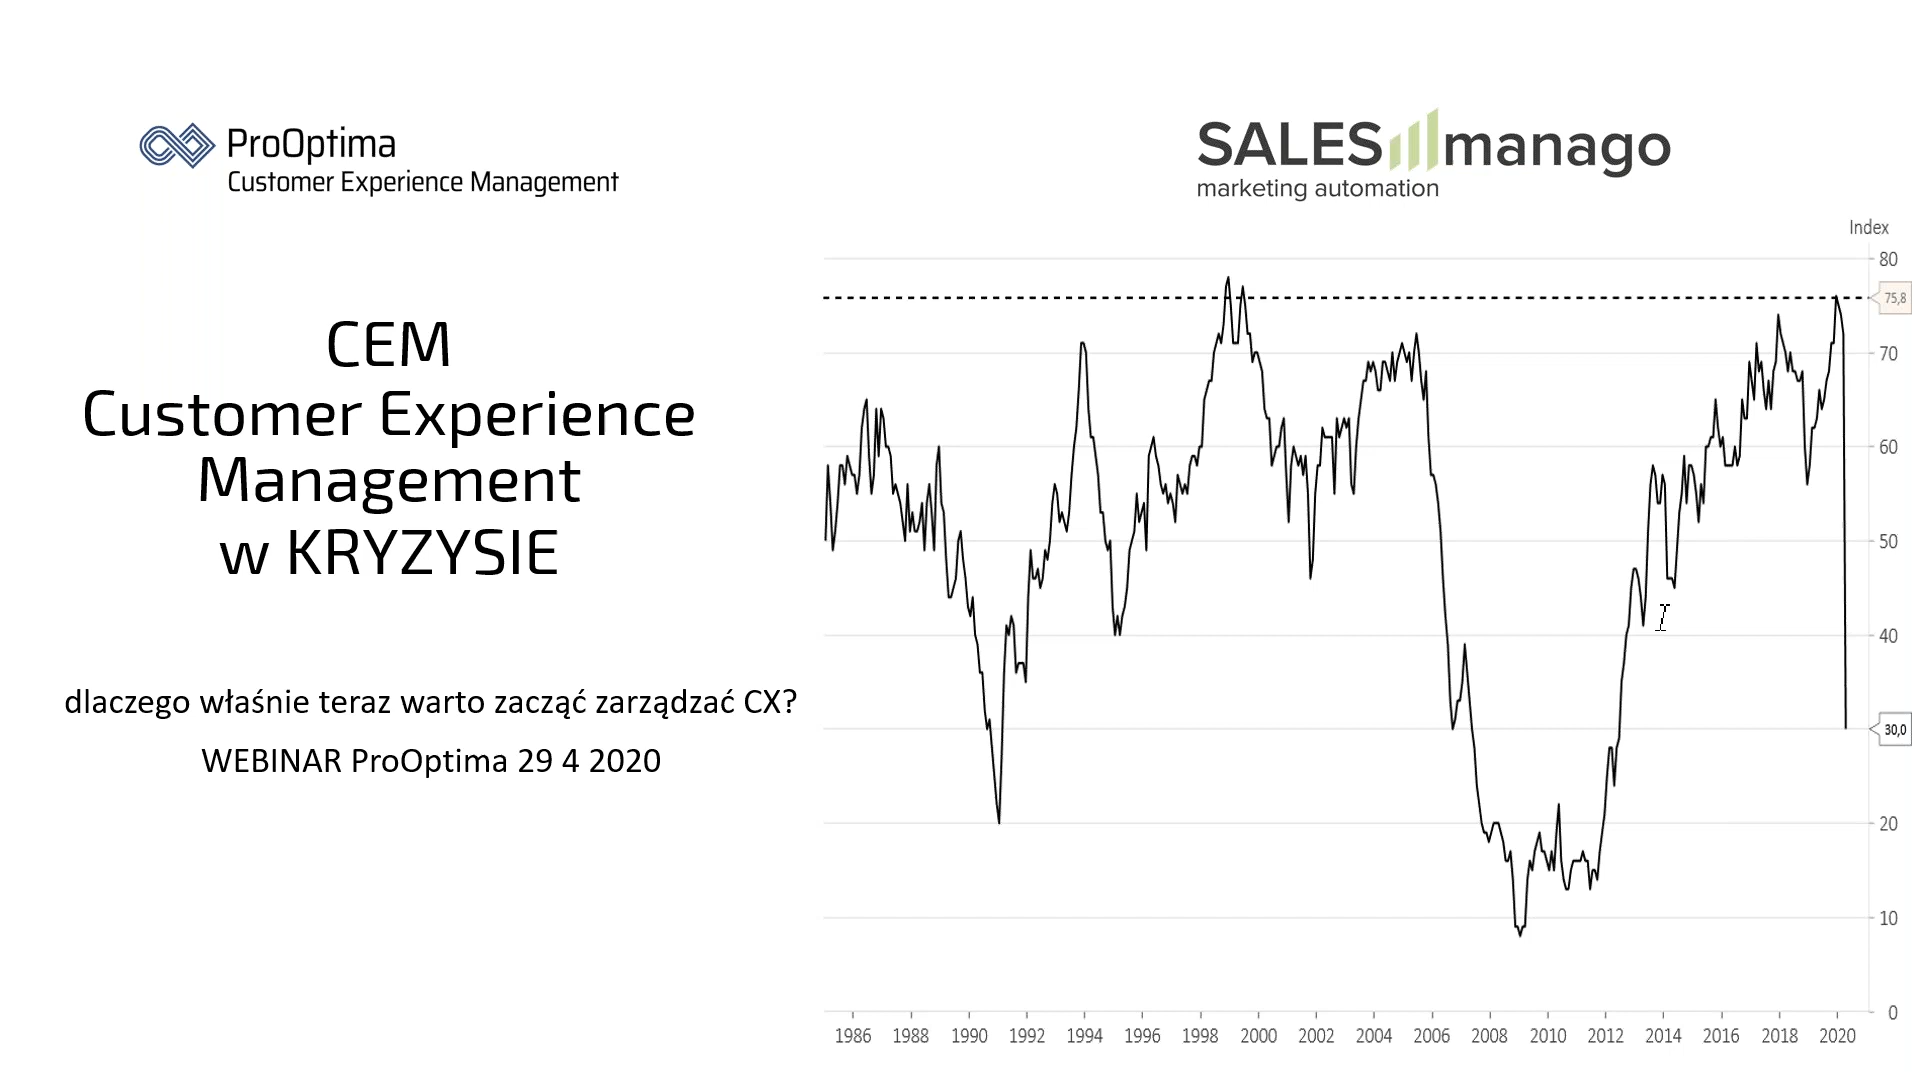 ProOptima
Customer Experience Management
SALESmanago
marketing automation
CEM
Customer Experience
Management
w KRYZYSIE
dlaczego właśnie teraz warto zacząć zarządzać CX?
WEBINAR ProOptima 29 4 2020
Index
80
75,8
70
60
50
40
30,0
20
10
0
1986 1988 1990 1992 1994 1996 1998 2000 2002 2004 2006 2008 2010 2012 2014 2016 2018 2020